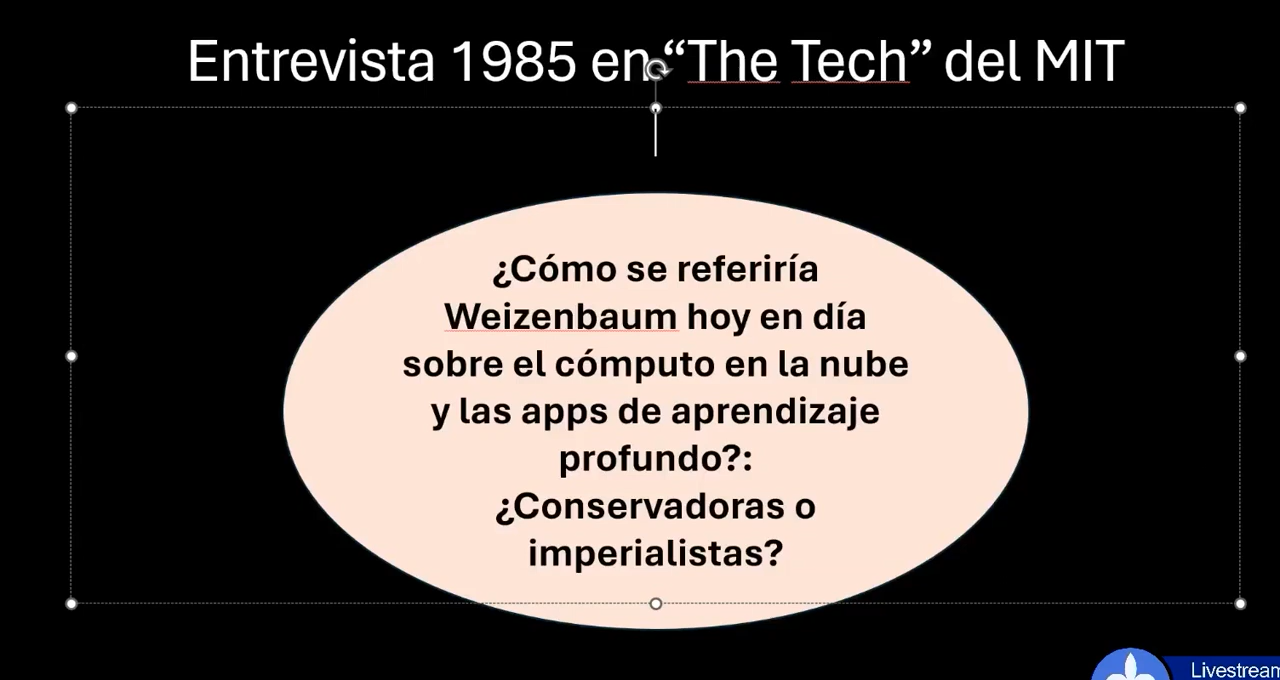 Entrevista 1985 en “The Tech” del MIT
¿Cómo se referiría
Weizenbaum hoy en día
sobre el cómputo en la nube
y las apps de aprendizaje
profundo?:
¿Conservadoras o
imperialistas?
Livestream